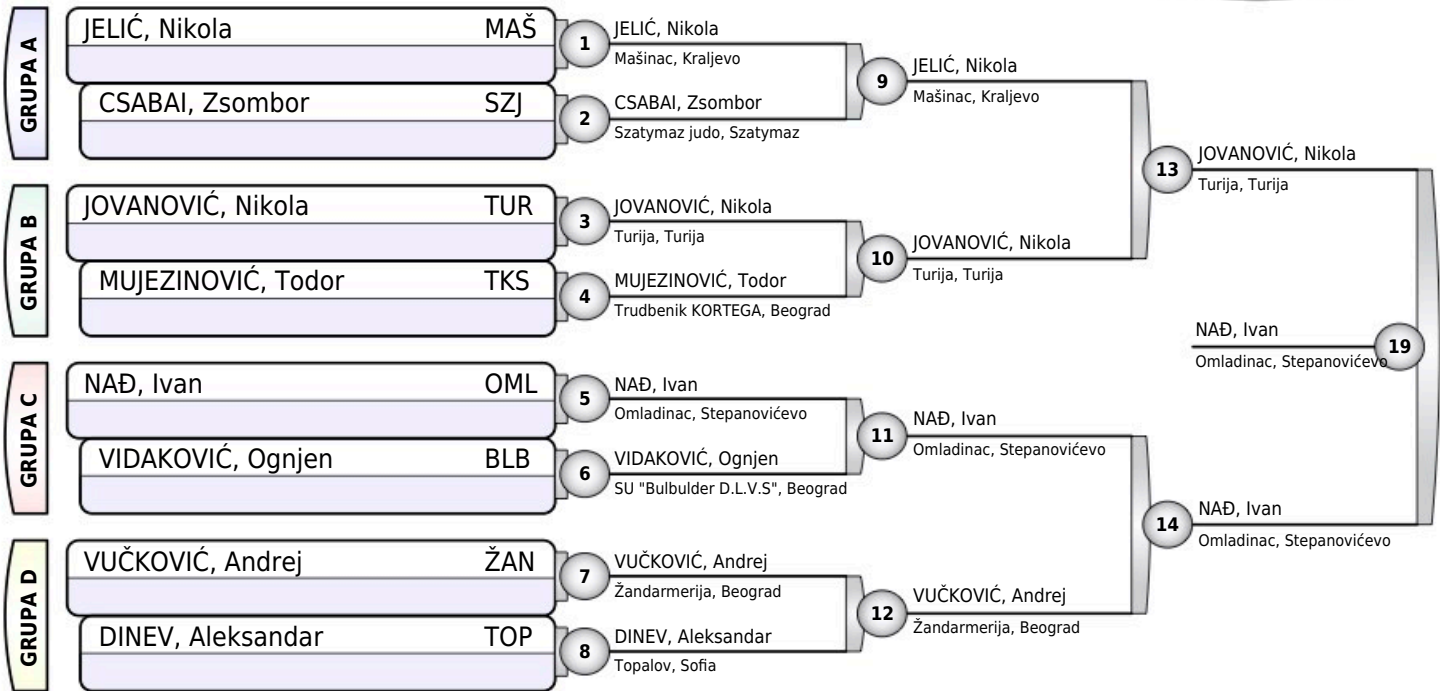 GRUPA A
JELIĆ, Nikola MAŠ
CSABAI, Zsombor SZJ
1
JELIĆ, Nikola
Mašinac, Kraljevo
2
CSABAI, Zsombor
Szatymaz judo, Szatymaz
9
JELIĆ, Nikola
Mašinac, Kraljevo
GRUPA B
JOVANOVIĆ, Nikola TUR
MUJEZINOVIĆ, Todor TKS
3
JOVANOVIĆ, Nikola
Turija, Turija
4
MUJEZINOVIĆ, Todor
Trudbenik KORTEGA, Beograd
10
JOVANOVIĆ, Nikola
Turija, Turija
13
JOVANOVIĆ, Nikola
Turija, Turija
GRUPA C
NAĐ, Ivan OML
VIDAKOVIĆ, Ognjen BLB
5
NAĐ, Ivan
Omladinac, Stepanovićevo
6
VIDAKOVIĆ, Ognjen
SU "Bulbulder D.L.V.S", Beograd
11
NAĐ, Ivan
Omladinac, Stepanovićevo
GRUPA D
VUČKOVIĆ, Andrej ŽAN
DINEV, Aleksandar TOP
7
VUČKOVIĆ, Andrej
Žandarmerija, Beograd
8
DINEV, Aleksandar
Topalov, Sofia
12
VUČKOVIĆ, Andrej
Žandarmerija, Beograd
14
NAĐ, Ivan
Omladinac, Stepanovićevo
NAĐ, Ivan
Omladinac, Stepanovićevo
19